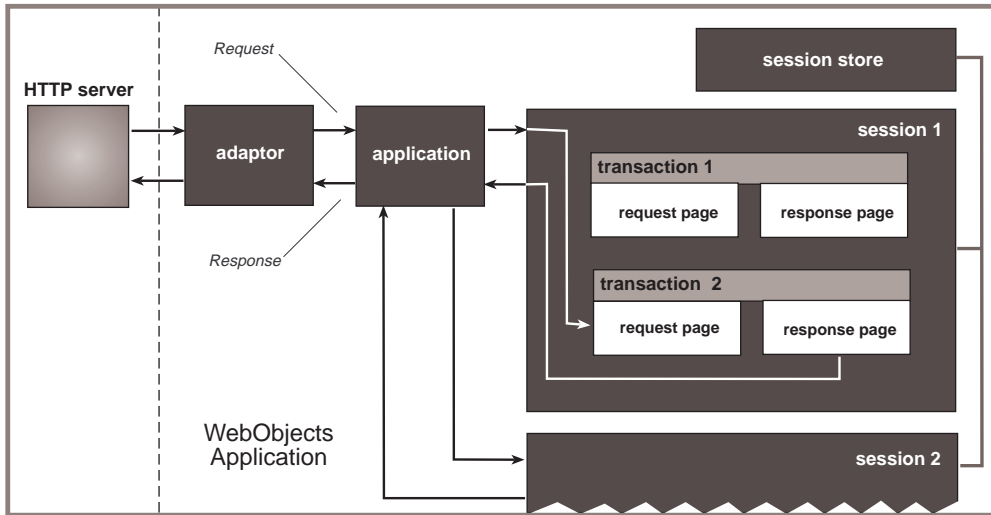 Request
session store
HTTP server
session 1
adaptor
application
transaction 1
request page
response page
Response
transaction 2
request page
response page
WebObjects
Application
session 2